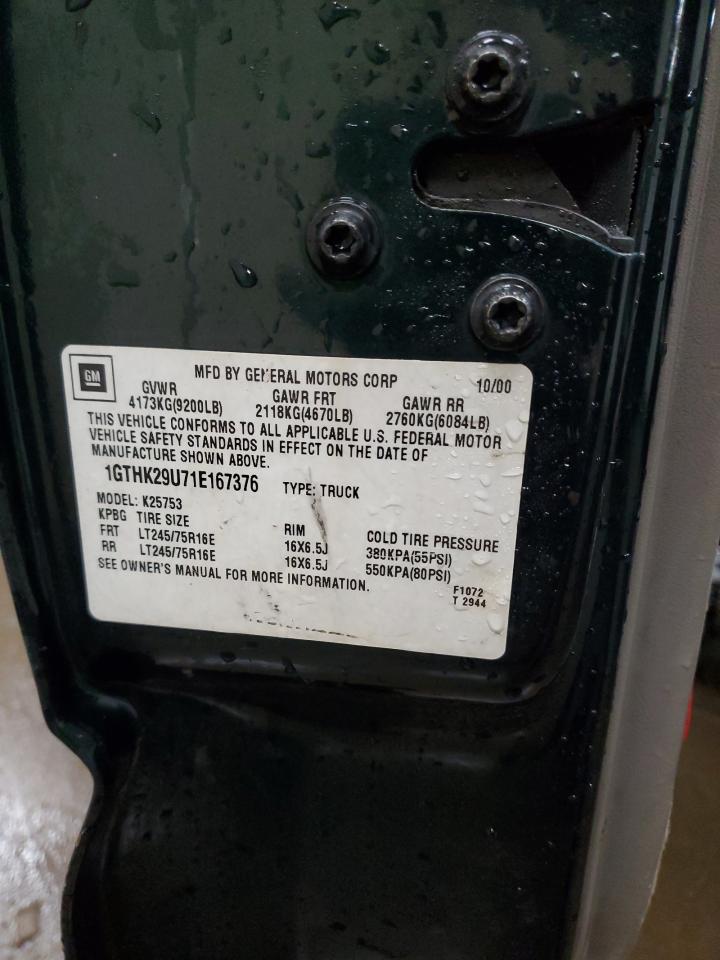 GM
MFD BY GENERAL MOTORS CORP 10/00
GVWR GAWR FRT GAWR RR
4173KG(9200LB) 2118KG(4670LB) 2760KG(6084LB)
THIS VEHICLE CONFORMS TO ALL APPLICABLE U.S. FEDERAL MOTOR
VEHICLE SAFETY STANDARDS IN EFFECT ON THE DATE OF
MANUFACTURE SHOWN ABOVE.
1GTHK29U71E167376 TYPE: TRUCK
MODEL: K25753
KPBG TIRE SIZE RIM COLD TIRE PRESSURE
FRT LT245/75R16E 16X6.5J 380KPA(55PSI)
RR LT245/75R16E 16X6.5J 550KPA(80PSI)
SEE OWNER'S MANUAL FOR MORE INFORMATION.
F1072
T 2944